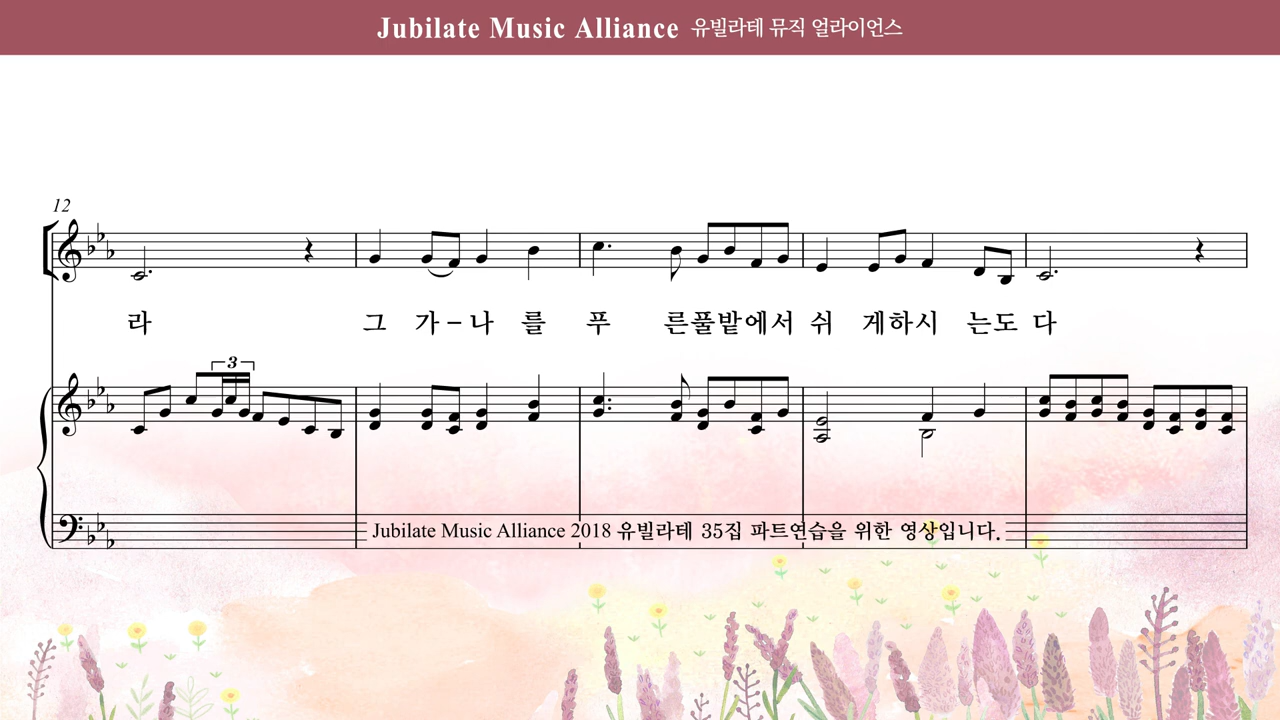 Jubilate Music Alliance 유빌라테 뮤직 얼라이언스
12
라 그 가-나 를 푸 른풀밭에서 쉬 게하시 는도 다
3
Jubilate Music Alliance 2018 유빌라테 35집 파트연습을 위한 영상입니다.